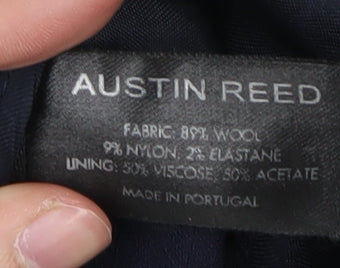 AUSTIN REED
FABRIC: 89% WOOL
9% NYLON, 2% ELASTANE
LINING: 50% VISCOSE, 50% ACETATE
MADE IN PORTUGAL